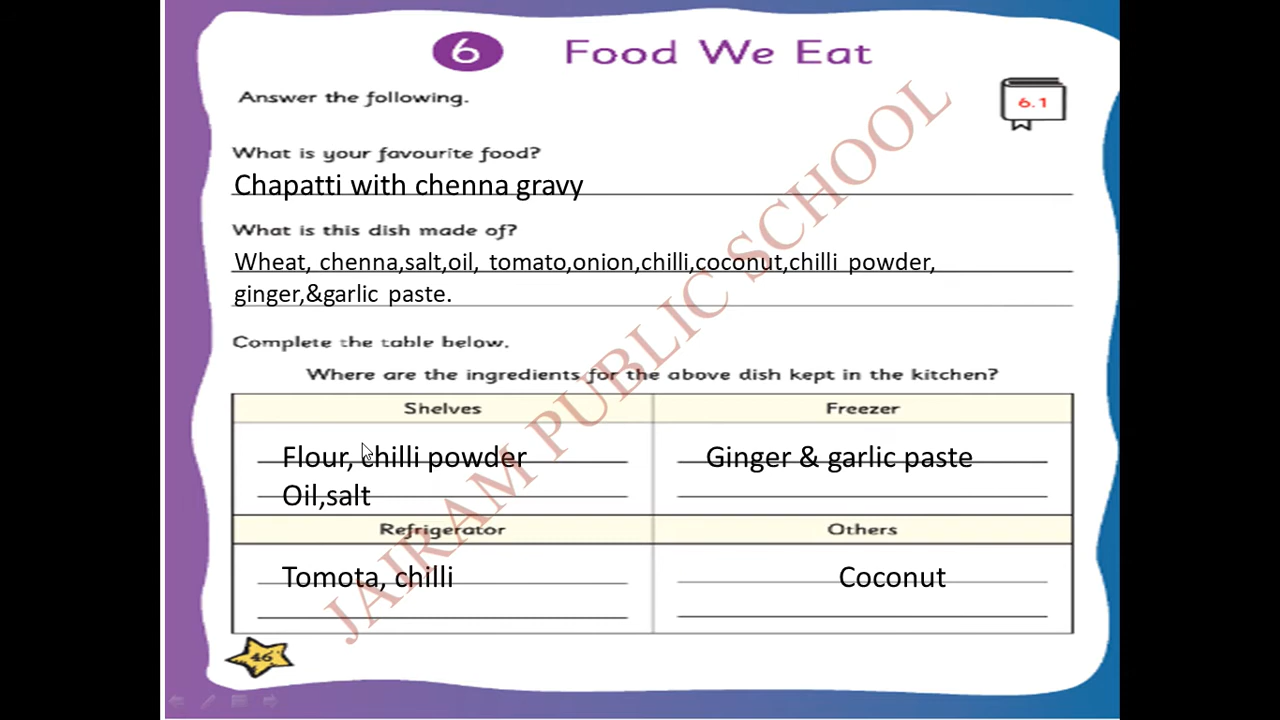 6 Food We Eat
Answer the following.
6.1
What is your favourite food?
Chapatti with chenna gravy
What is this dish made of?
Wheat, chenna,salt,oil, tomato,onion,chilli,coconut,chilli powder,
ginger,&garlic paste.
Complete the table below.
Where are the ingredients for the above dish kept in the kitchen?
Shelves
Freezer
Flour, chilli powder
Oil,salt
Ginger & garlic paste
Refrigerator
Others
Tomota, chilli
Coconut
46
JAIRAM PUBLIC SCHOOL